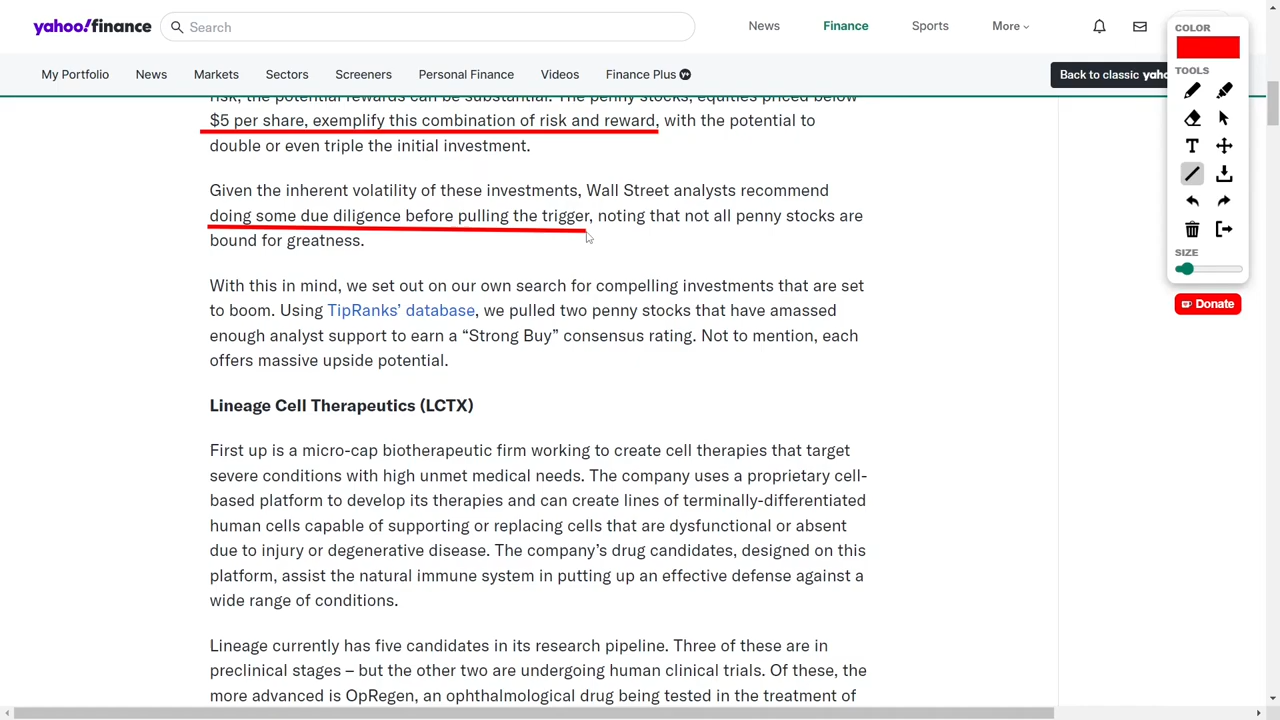 yahoo!finance
Search
News
Finance
Sports
More
My Portfolio
News
Markets
Sectors
Screeners
Personal Finance
Videos
Finance Plus
Back to classic yaho
COLOR
TOOLS
SIZE
Donate
risk, the potential rewards can be substantial. The penny stocks, equities priced below
$5 per share, exemplify this combination of risk and reward, with the potential to
double or even triple the initial investment.
Given the inherent volatility of these investments, Wall Street analysts recommend
doing some due diligence before pulling the trigger, noting that not all penny stocks are
bound for greatness.
With this in mind, we set out on our own search for compelling investments that are set
to boom. Using TipRanks’ database, we pulled two penny stocks that have amassed
enough analyst support to earn a “Strong Buy” consensus rating. Not to mention, each
offers massive upside potential.
Lineage Cell Therapeutics (LCTX)
First up is a micro-cap biotherapeutic firm working to create cell therapies that target
severe conditions with high unmet medical needs. The company uses a proprietary cell-
based platform to develop its therapies and can create lines of terminally-differentiated
human cells capable of supporting or replacing cells that are dysfunctional or absent
due to injury or degenerative disease. The company’s drug candidates, designed on this
platform, assist the natural immune system in putting up an effective defense against a
wide range of conditions.
Lineage currently has five candidates in its research pipeline. Three of these are in
preclinical stages – but the other two are undergoing human clinical trials. Of these, the
more advanced is OpRegen, an ophthalmological drug being tested in the treatment of